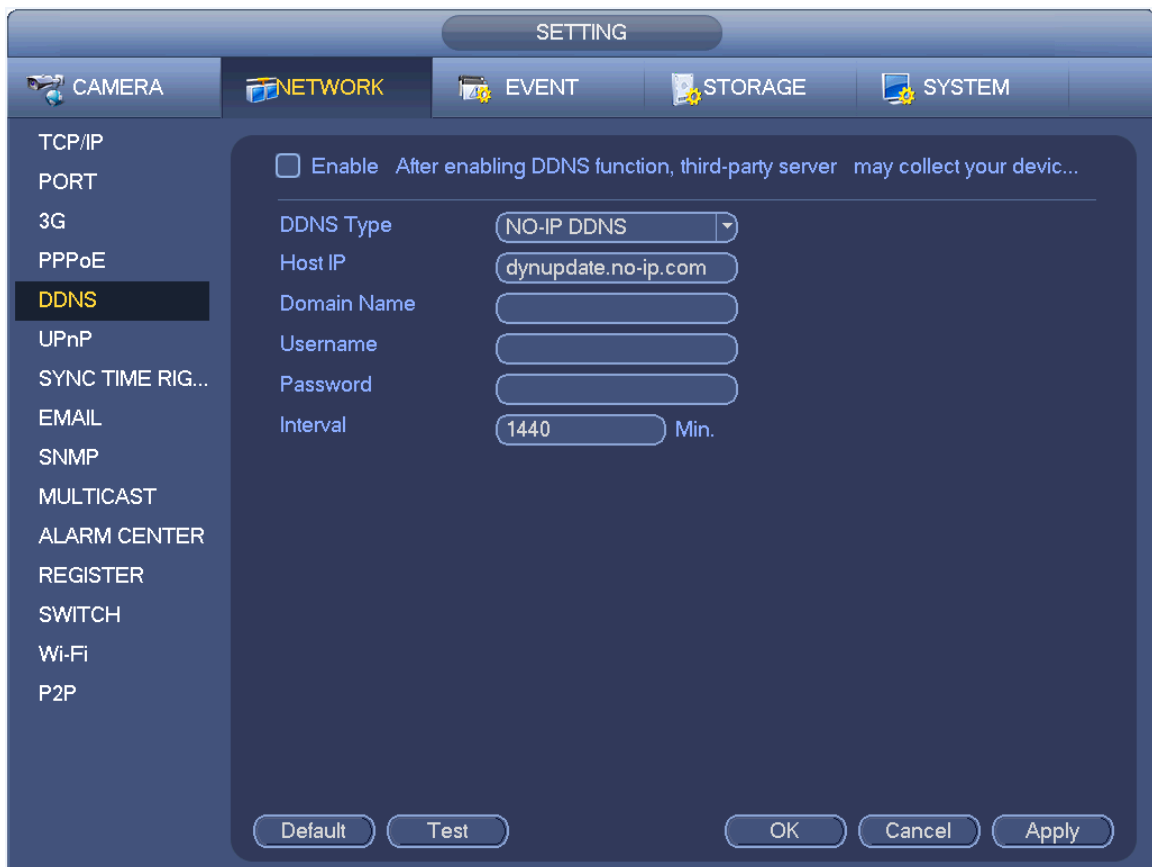 SETTING
CAMERA NETWORK EVENT STORAGE SYSTEM
TCP/IP
PORT
3G
PPPoE
DDNS
UPnP
SYNC TIME RIG...
EMAIL
SNMP
MULTICAST
ALARM CENTER
REGISTER
SWITCH
Wi-Fi
P2P
Enable After enabling DDNS function, third-party server may collect your devic...
DDNS Type NO-IP DDNS
Host IP dynupdate.no-ip.com
Domain Name
Username
Password
Interval 1440 Min.
Default Test OK Cancel Apply